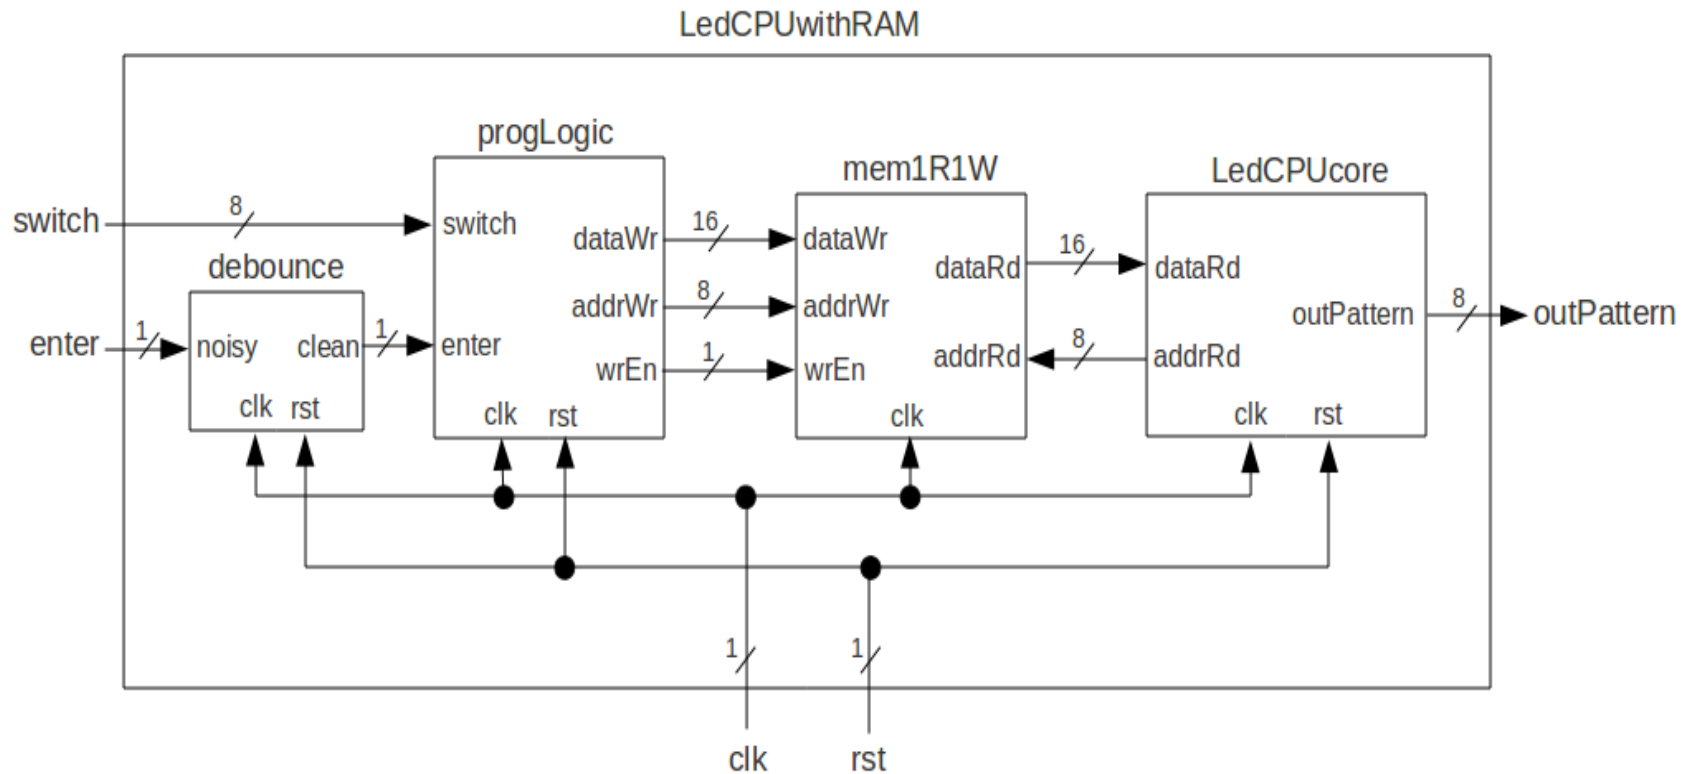 LedCPUwithRAM
progLogic
mem1R1W
LedCPUcore
switch
8
switch
dataWr
16
dataWr
dataRd
16
dataRd
debounce
addrWr
8
addrWr
outPattern
8
outPattern
enter
1
noisy
clean
1
enter
wrEn
1
wrEn
addrRd
8
addrRd
clk
rst
clk
rst
clk
clk
rst
1
1
clk
rst